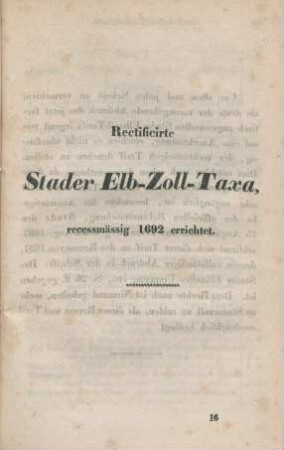 Rectificirte
Stader Elb-Zoll-Taxa,
recessmässig 1692 errichtet.
16